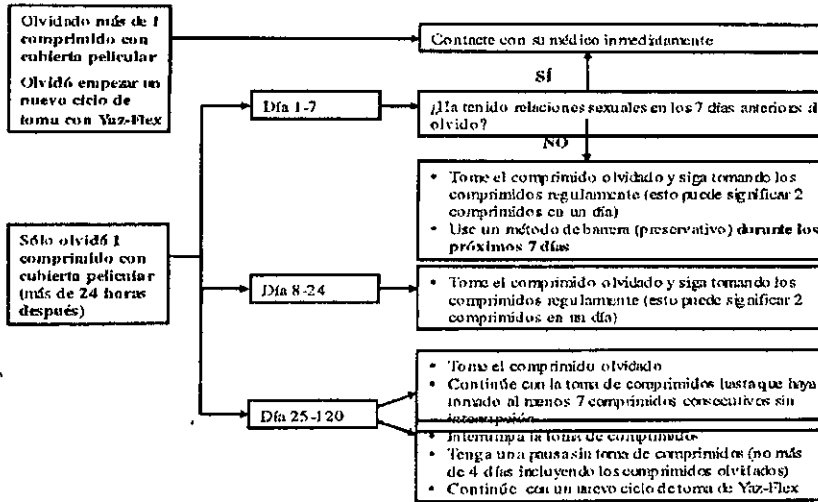 Olvidado más de 1
comprimido con
cubierta pelicular
Olvidó empezar un
nuevo ciclo de
toma con Yaz-Flex
Contacte con su médico inmediatamente
SÍ
Día 1-7
¿Ha tenido relaciones sexuales en los 7 días anteriores al
olvido?
NO
• Tome el comprimido olvidado y siga tomando los
comprimidos regulamente (esto puede significar 2
comprimidos en un día)
• Use un método de barrera (preservativo) durante los
próximos 7 días
Sólo olvidó 1
comprimido con
cubierta pelicular
(más de 24 horas
después)
Día 8-24
• Tome el comprimido olvidado y siga tomando los
comprimidos regulamente (esto puede significar 2
comprimidos en un día)
Día 25-120
• Tome el comprimido olvidado
• Continúe con la toma de comprimidos hasta que haya
tomado al menos 7 comprimidos consecutivos sin
interrupción
• Interrumpa la toma de comprimidos
• Tenga una pausa sin toma de comprimidos (no más
de 4 días incluyendo los comprimidos olvidados)
• Continúe con un nuevo ciclo de toma de Yaz-Flex